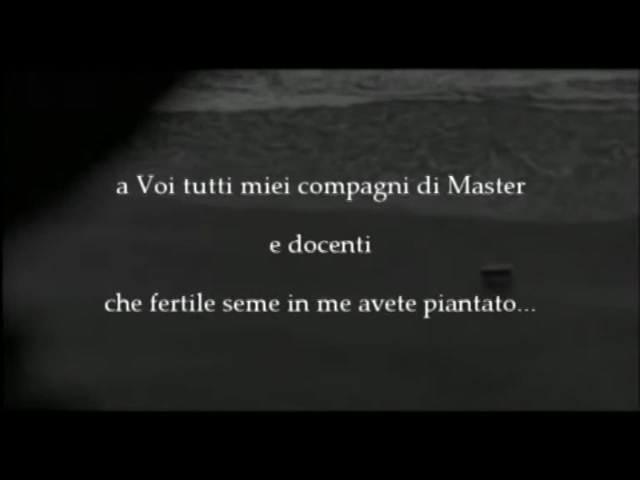 a Voi tutti miei compagni di Master
e docenti
che fertile seme in me avete piantato...